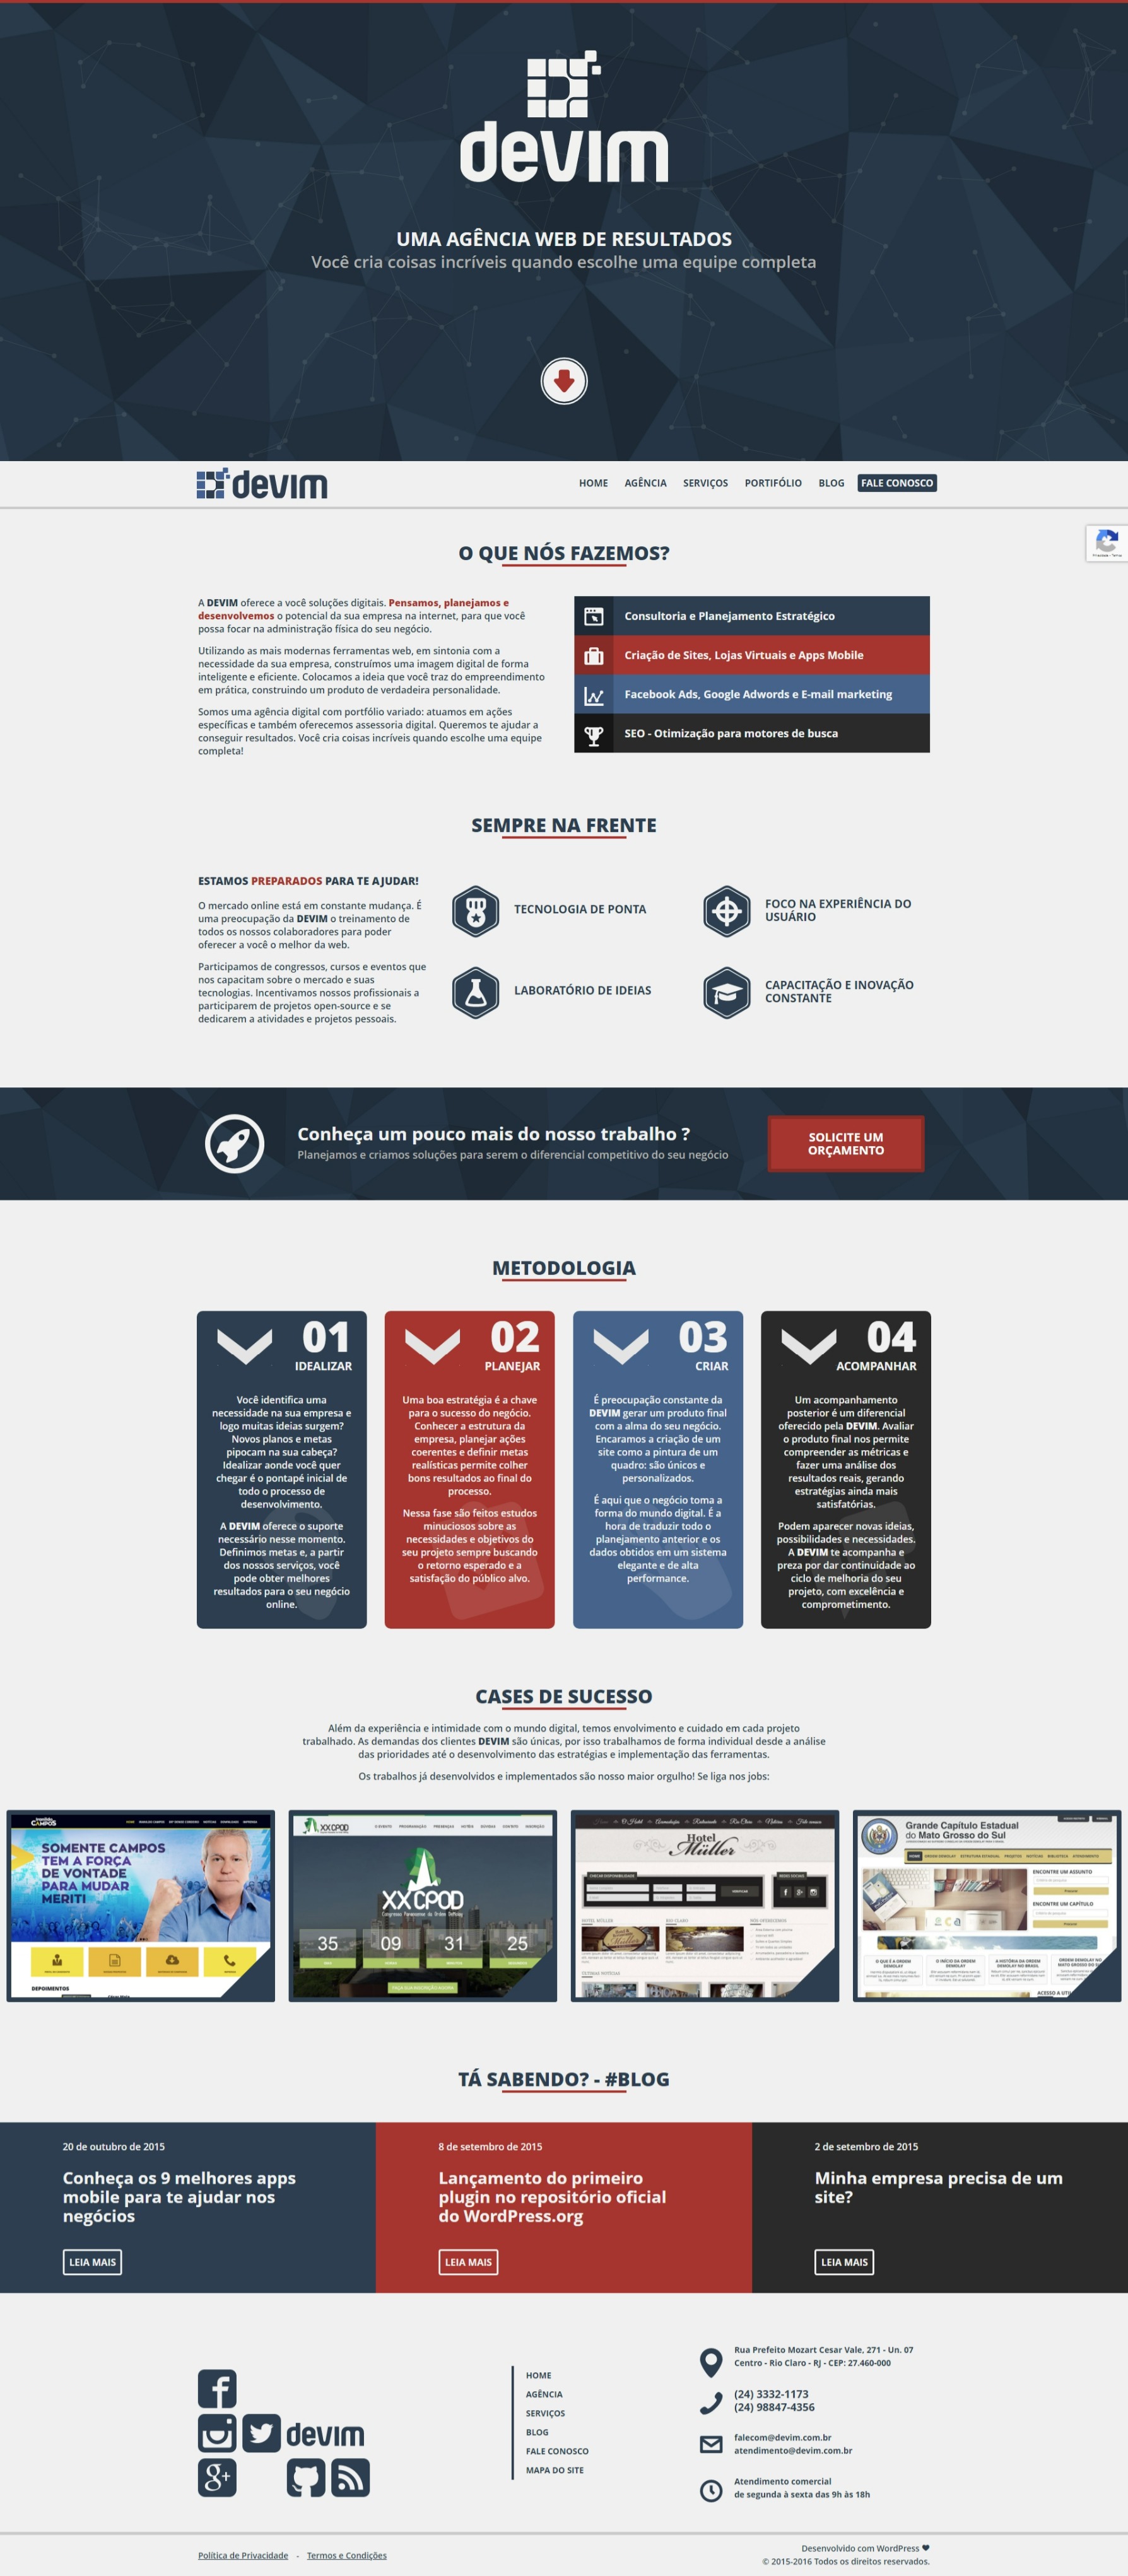 devim
UMA AGÊNCIA WEB DE RESULTADOS
Você cria coisas incríveis quando escolhe uma equipe completa
devim
HOME
AGÊNCIA
SERVIÇOS
PORTIFÓLIO
BLOG
FALE CONOSCO
O QUE NÓS FAZEMOS?
A DEVIM oferece a você soluções digitais. Pensamos, planejamos e
desenvolvemos o potencial da sua empresa na internet, para que você
possa focar na administração física do seu negócio.
Utilizando as mais modernas ferramentas web, em sintonia com a
necessidade da sua empresa, construímos uma imagem digital de forma
inteligente e eficiente. Colocamos a ideia que você traz do empreendimento
em prática, construindo um produto de verdadeira personalidade.
Somos uma agência digital com portfólio variado: atuamos em ações
específicas e também oferecemos assessoria digital. Queremos te ajudar a
conseguir resultados. Você cria coisas incríveis quando escolhe uma equipe
completa!
Consultoria e Planejamento Estratégico
Criação de Sites, Lojas Virtuais e Apps Mobile
Facebook Ads, Google Adwords e E-mail marketing
SEO - Otimização para motores de busca
SEMPRE NA FRENTE
ESTAMOS PREPARADOS PARA TE AJUDAR!
O mercado online está em constante mudança. É
uma preocupação da DEVIM o treinamento de
todos os nossos colaboradores para poder
oferecer a você o melhor da web.
Participamos de congressos, cursos e eventos que
nos capacitam sobre o mercado e suas
tecnologias. Incentivamos nossos profissionais a
participarem de projetos open-source e se
dedicarem a atividades e projetos pessoais.
TECNOLOGIA DE PONTA
FOCO NA EXPERIÊNCIA DO
USUÁRIO
LABORATÓRIO DE IDEIAS
CAPACITAÇÃO E INOVAÇÃO
CONSTANTE
Conheça um pouco mais do nosso trabalho ?
Planejamos e criamos soluções para serem o diferencial competitivo do seu negócio
SOLICITE UM
ORÇAMENTO
METODOLOGIA
01
IDEALIZAR
Você identifica uma
necessidade na sua empresa e
logo muitas ideias surgem?
Novos planos e metas
pipocam na sua cabeça?
Idealizar aonde você quer
chegar é o pontapé inicial de
todo o processo de
desenvolvimento.
A DEVIM oferece o suporte
necessário nesse momento.
Definimos metas e, a partir
dos nossos serviços, você
pode obter melhores
resultados para o seu negócio
online.
02
PLANEJAR
Uma boa estratégia é a chave
para o sucesso do negócio.
Conhecer a estrutura da
empresa, planejar ações
coerentes e definir metas
realísticas permite colher
bons resultados ao final do
processo.
Nessa fase são feitos estudos
minuciosos sobre as
necessidades e objetivos do
seu projeto sempre buscando
o retorno esperado e a
satisfação do público alvo.
03
CRIAR
É preocupação constante da
DEVIM gerar um produto final
com a alma do seu negócio.
Encaramos a criação de um
site como a pintura de um
quadro: são únicos e
personalizados.
É aqui que o negócio toma a
forma do mundo digital. É a
hora de traduzir todo o
planejamento anterior e os
dados obtidos em um sistema
elegante e de alta
performance.
04
ACOMPANHAR
Um acompanhamento
posterior é um diferencial
oferecido pela DEVIM. Avaliar
o produto final nos permite
compreender as métricas e
fazer uma análise dos
resultados reais, gerando
estratégias ainda mais
satisfatórias.
Podem aparecer novas ideias,
possibilidades e necessidades.
A DEVIM te acompanha e
preza por dar continuidade ao
ciclo de melhoria do seu
projeto, com excelência e
comprometimento.
CASES DE SUCESSO
Além da experiência e intimidade com o mundo digital, temos envolvimento e cuidado em cada projeto
trabalhado. As demandas dos clientes DEVIM são únicas, por isso trabalhamos de forma individual desde a análise
das prioridades até o desenvolvimento das estratégias e implementação das ferramentas.
Os trabalhos já desenvolvidos e implementados são nosso maior orgulho! Se liga nos jobs:
CAMPOS
SOMENTE CAMPOS
TEM A FORÇA
DE VONTADE
PARA MUDAR
MERITI
DEPOIMENTOS
XX CPOD
XX CPOD
35
09
31
25
Hotel
Müller
Grande Capítulo Estadual
do Mato Grosso do Sul
ENCONTRE UM ASSUNTO
ENCONTRE UM CAPÍTULO
TÁ SABENDO? - #BLOG
20 de outubro de 2015
Conheça os 9 melhores apps
mobile para te ajudar nos
negócios
LEIA MAIS
8 de setembro de 2015
Lançamento do primeiro
plugin no repositório oficial
do WordPress.org
LEIA MAIS
2 de setembro de 2015
Minha empresa precisa de um
site?
LEIA MAIS
devim
HOME
AGÊNCIA
SERVIÇOS
BLOG
FALE CONOSCO
MAPA DO SITE
Rua Prefeito Mozart Cesar Vale, 271 - Un. 07
Centro - Rio Claro - RJ - CEP: 27.460-000
(24) 3332-1173
(24) 98847-4356
falecom@devim.com.br
atendimento@devim.com.br
Atendimento comercial
de segunda à sexta das 9h às 18h
Política de Privacidade - Termos e Condições
Desenvolvido com WordPress
© 2015-2016 Todos os direitos reservados.